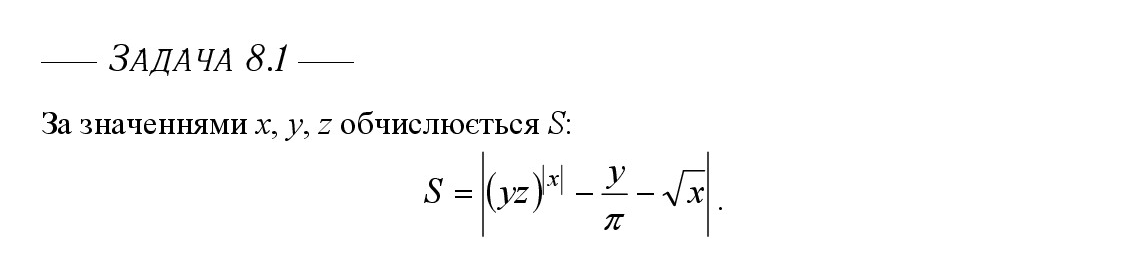 ЗАДАЧА 8.1
За значеннями x, y, z обчислюється S:
S = |(yz)^{|x|} − y/π − √x|.